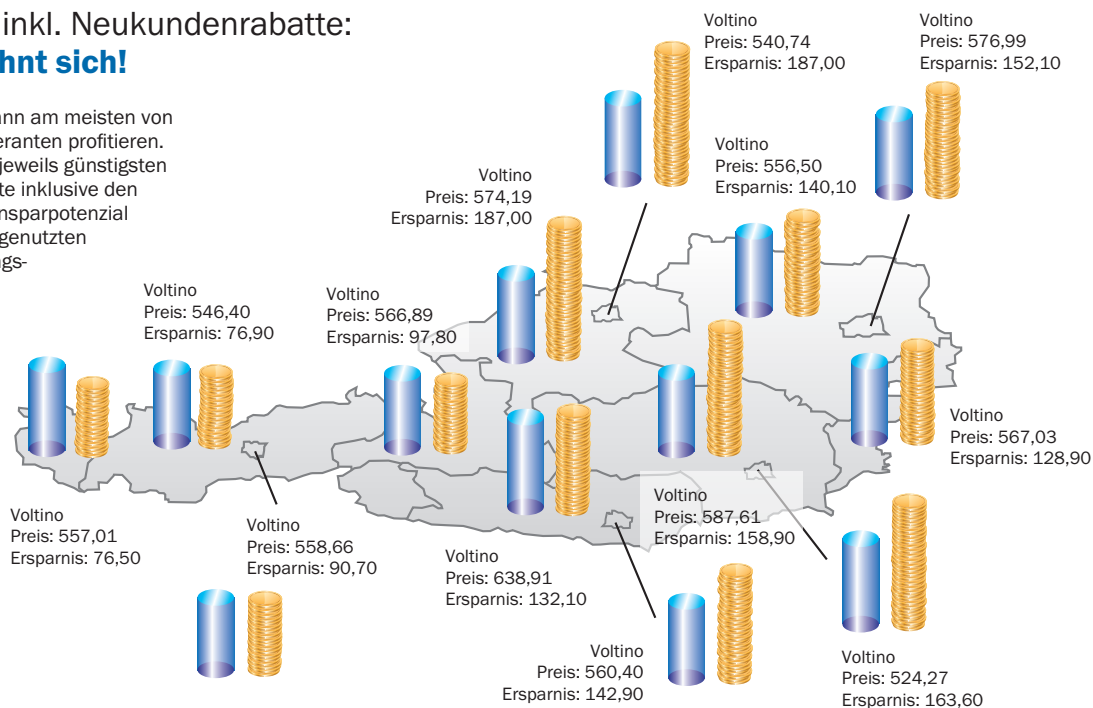 inkl. Neukundenrabatte:
hnt sich!
ann am meisten von
eranten profitieren.
jeweils günstigsten
te inklusive den
nsparpotenzial
genutzten
ngs-
Voltino
Preis: 540,74
Ersparnis: 187,00
Voltino
Preis: 576,99
Ersparnis: 152,10
Voltino
Preis: 556,50
Ersparnis: 140,10
Voltino
Preis: 574,19
Ersparnis: 187,00
Voltino
Preis: 546,40
Ersparnis: 76,90
Voltino
Preis: 566,89
Ersparnis: 97,80
Voltino
Preis: 567,03
Ersparnis: 128,90
Voltino
Preis: 557,01
Ersparnis: 76,50
Voltino
Preis: 558,66
Ersparnis: 90,70
Voltino
Preis: 638,91
Ersparnis: 132,10
Voltino
Preis: 587,61
Ersparnis: 158,90
Voltino
Preis: 560,40
Ersparnis: 142,90
Voltino
Preis: 524,27
Ersparnis: 163,60